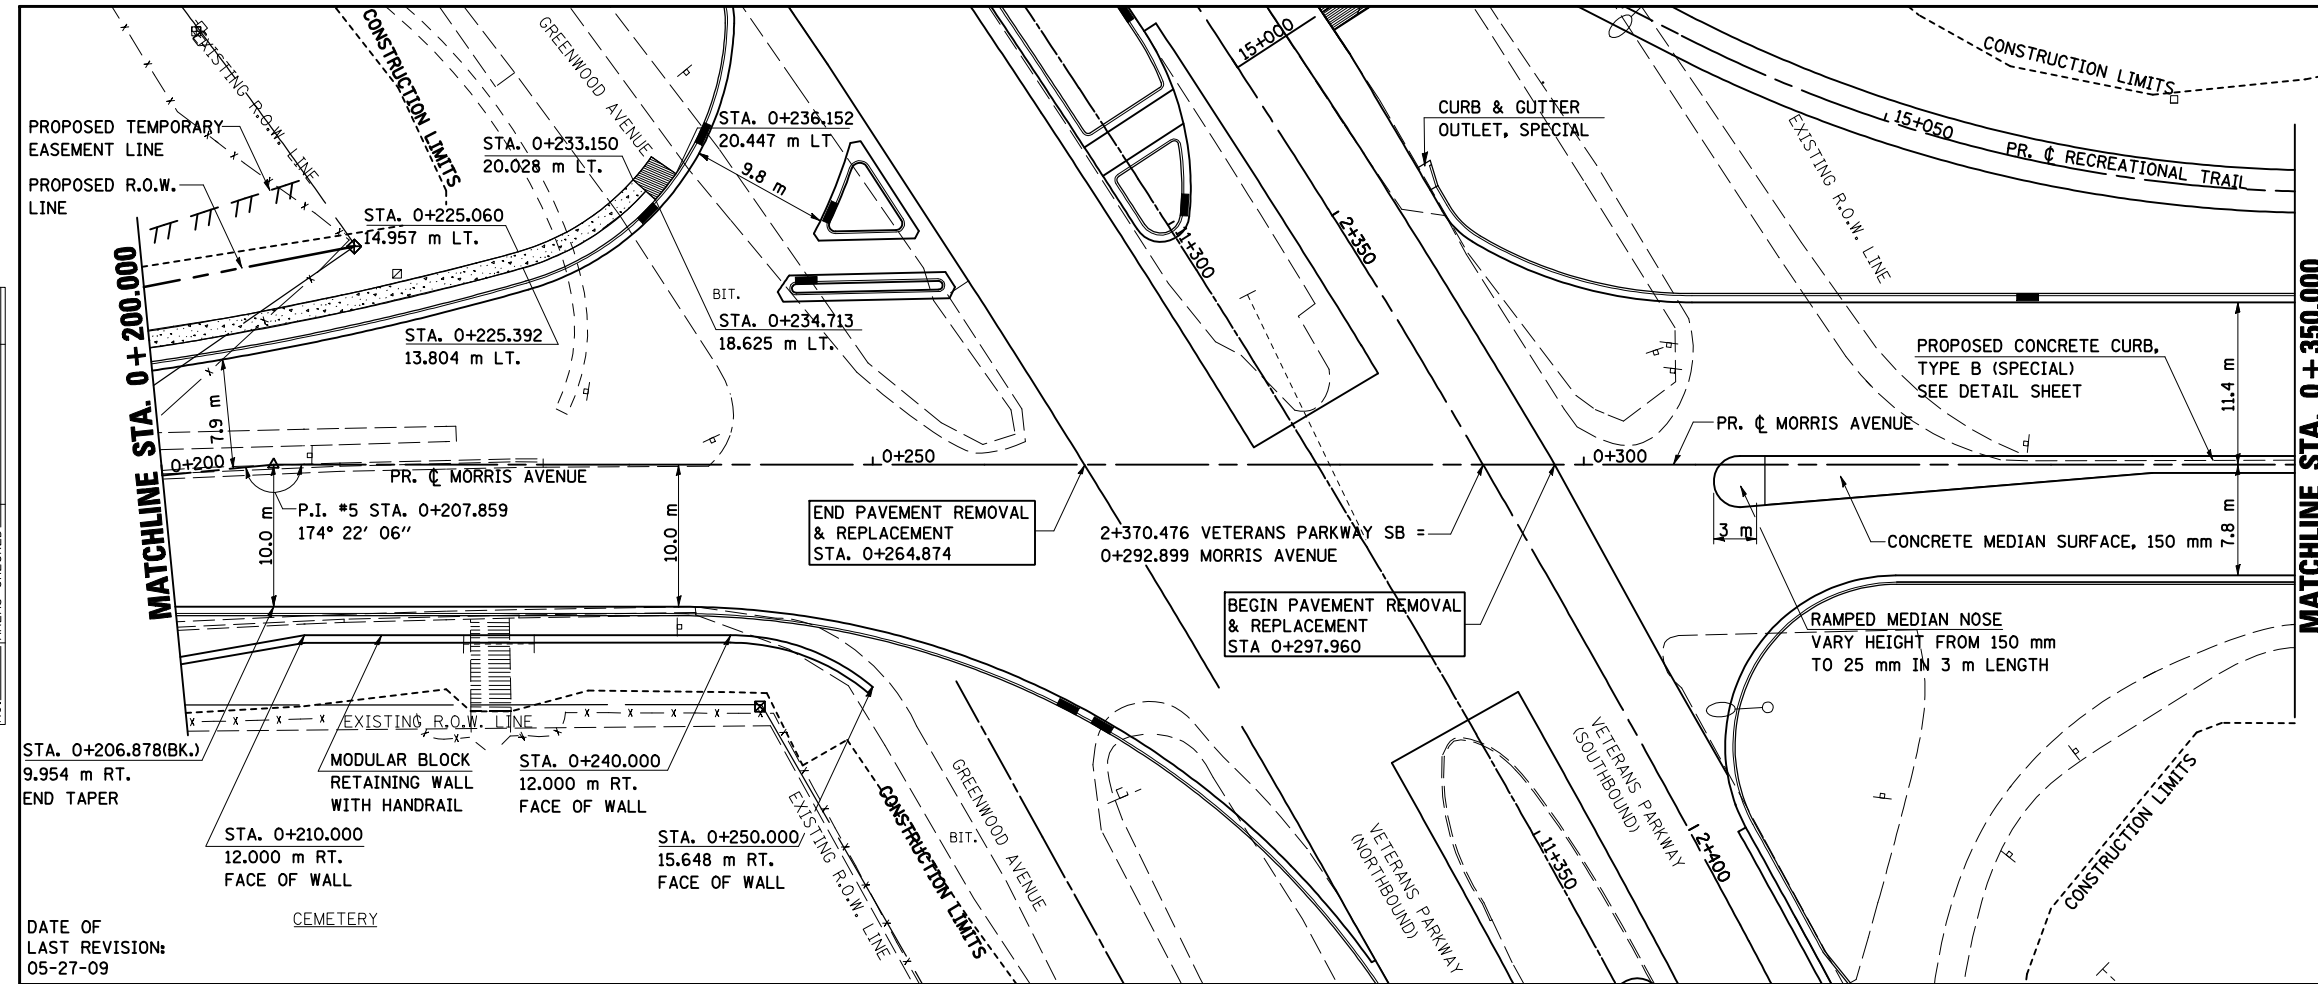 PROPOSED TEMPORARY
EASEMENT LINE
PROPOSED R.O.W.
LINE
EXISTING R.O.W. LINE
CONSTRUCTION LIMITS
GREENWOOD AVENUE
STA. 0+233.150
20.028 m LT.
STA. 0+236.152
20.447 m LT
9.8 m
STA. 0+225.060
14.957 m LT.
STA. 0+225.392
13.804 m LT.
BIT.
STA. 0+234.713
18.625 m LT.
MATCHLINE STA. 0+200.000
7.9 m
0+200
PR. ℄ MORRIS AVENUE
P.I. #5 STA. 0+207.859
174° 22' 06"
10.0 m
10.0 m
0+250
END PAVEMENT REMOVAL
& REPLACEMENT
STA. 0+264.874
2+370.476 VETERANS PARKWAY SB =
0+292.899 MORRIS AVENUE
BEGIN PAVEMENT REMOVAL
& REPLACEMENT
STA 0+297.960
15+000
11+300
2+350
CURB & GUTTER
OUTLET, SPECIAL
CONSTRUCTION LIMITS
15+050
PR. ℄ RECREATIONAL TRAIL
EXISTING R.O.W. LINE
PROPOSED CONCRETE CURB,
TYPE B (SPECIAL)
SEE DETAIL SHEET
11.4 m
PR. ℄ MORRIS AVENUE
0+300
3 m
CONCRETE MEDIAN SURFACE, 150 mm
7.8 m
MATCHLINE STA. 0+350.000
RAMPED MEDIAN NOSE
VARY HEIGHT FROM 150 mm
TO 25 mm IN 3 m LENGTH
STA. 0+206.878(BK.)
9.954 m RT.
END TAPER
EXISTING R.O.W. LINE
MODULAR BLOCK
RETAINING WALL
WITH HANDRAIL
STA. 0+240.000
12.000 m RT.
FACE OF WALL
STA. 0+210.000
12.000 m RT.
FACE OF WALL
STA. 0+250.000
15.648 m RT.
FACE OF WALL
EXISTING R.O.W. LINE
CONSTRUCTION LIMITS
BIT.
GREENWOOD AVENUE
VETERANS PARKWAY
(NORTHBOUND)
11+350
VETERANS PARKWAY
(SOUTHBOUND)
2+400
CONSTRUCTION LIMITS
CEMETERY
DATE OF
LAST REVISION:
05-27-09